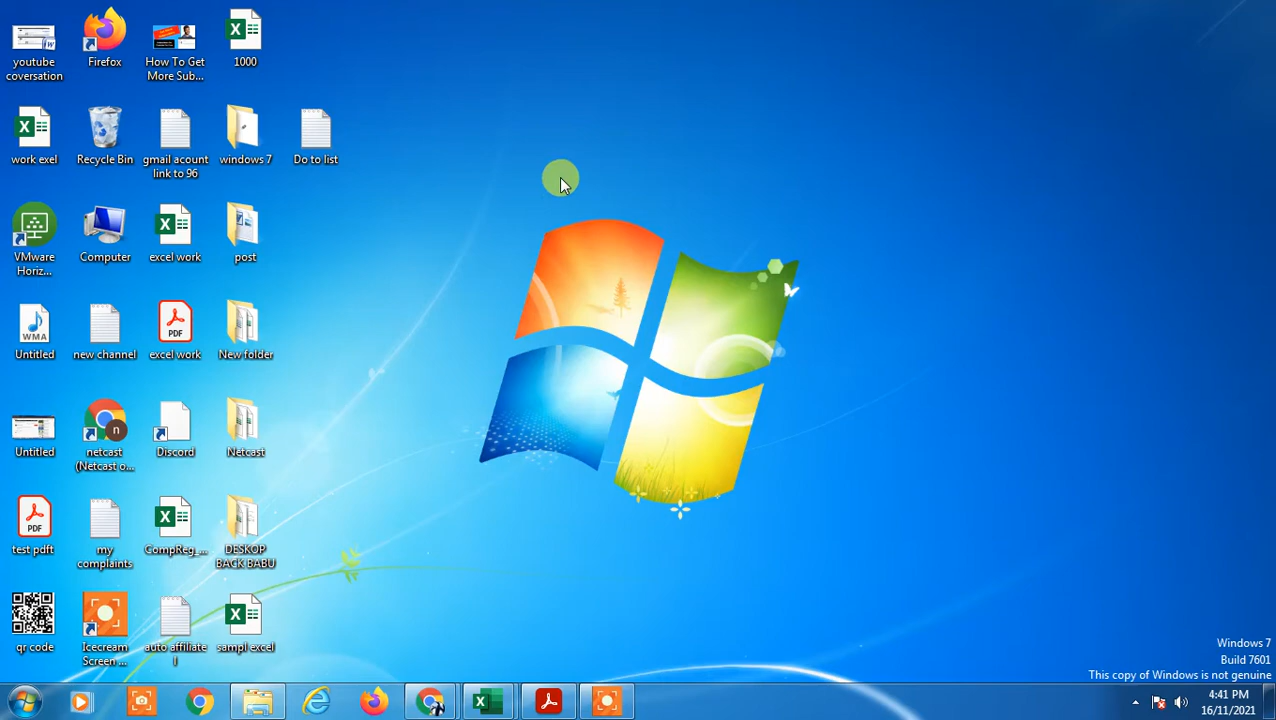 youtube
coversation
Firefox
How To Get
More Sub...
1000
work exel
Recycle Bin
gmail acount
link to 96
windows 7
Do to list
VMware
Horiz...
Computer
excel work
post
WMA
Untitled
new channel
PDF
excel work
New folder
Untitled
n
netcast
(Netcast o...
Discord
Netcast
PDF
test pdft
my
complaints
CompReg_...
DESKOP
BACK BABU
qr code
Icecream
Screen ...
auto affiliate
l
sampl excel
Windows 7
Build 7601
This copy of Windows is not genuine
4:41 PM
16/11/2021